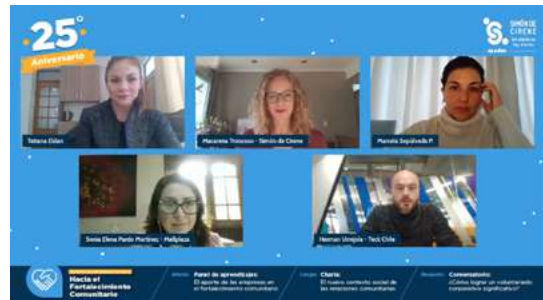 25°
Aniversario
SIMÓN DE
CIRENE
Tatiana Eldan
Macarena Troncoso - Simón de Cirene
Marcela Sepúlveda P.
Sonia Elena Pardo Martínez - Mallplaza
Hernan Urrejola - Teck Chile
Hacia el
Fortalecimiento
Comunitario
Panel de aprendizajes:
El aporte de las empresas en
el fortalecimiento comunitario
Charla:
El nuevo contexto social de
las relaciones comunitarias
Conversatorio:
¿Cómo lograr un voluntariado
corporativo significativo?